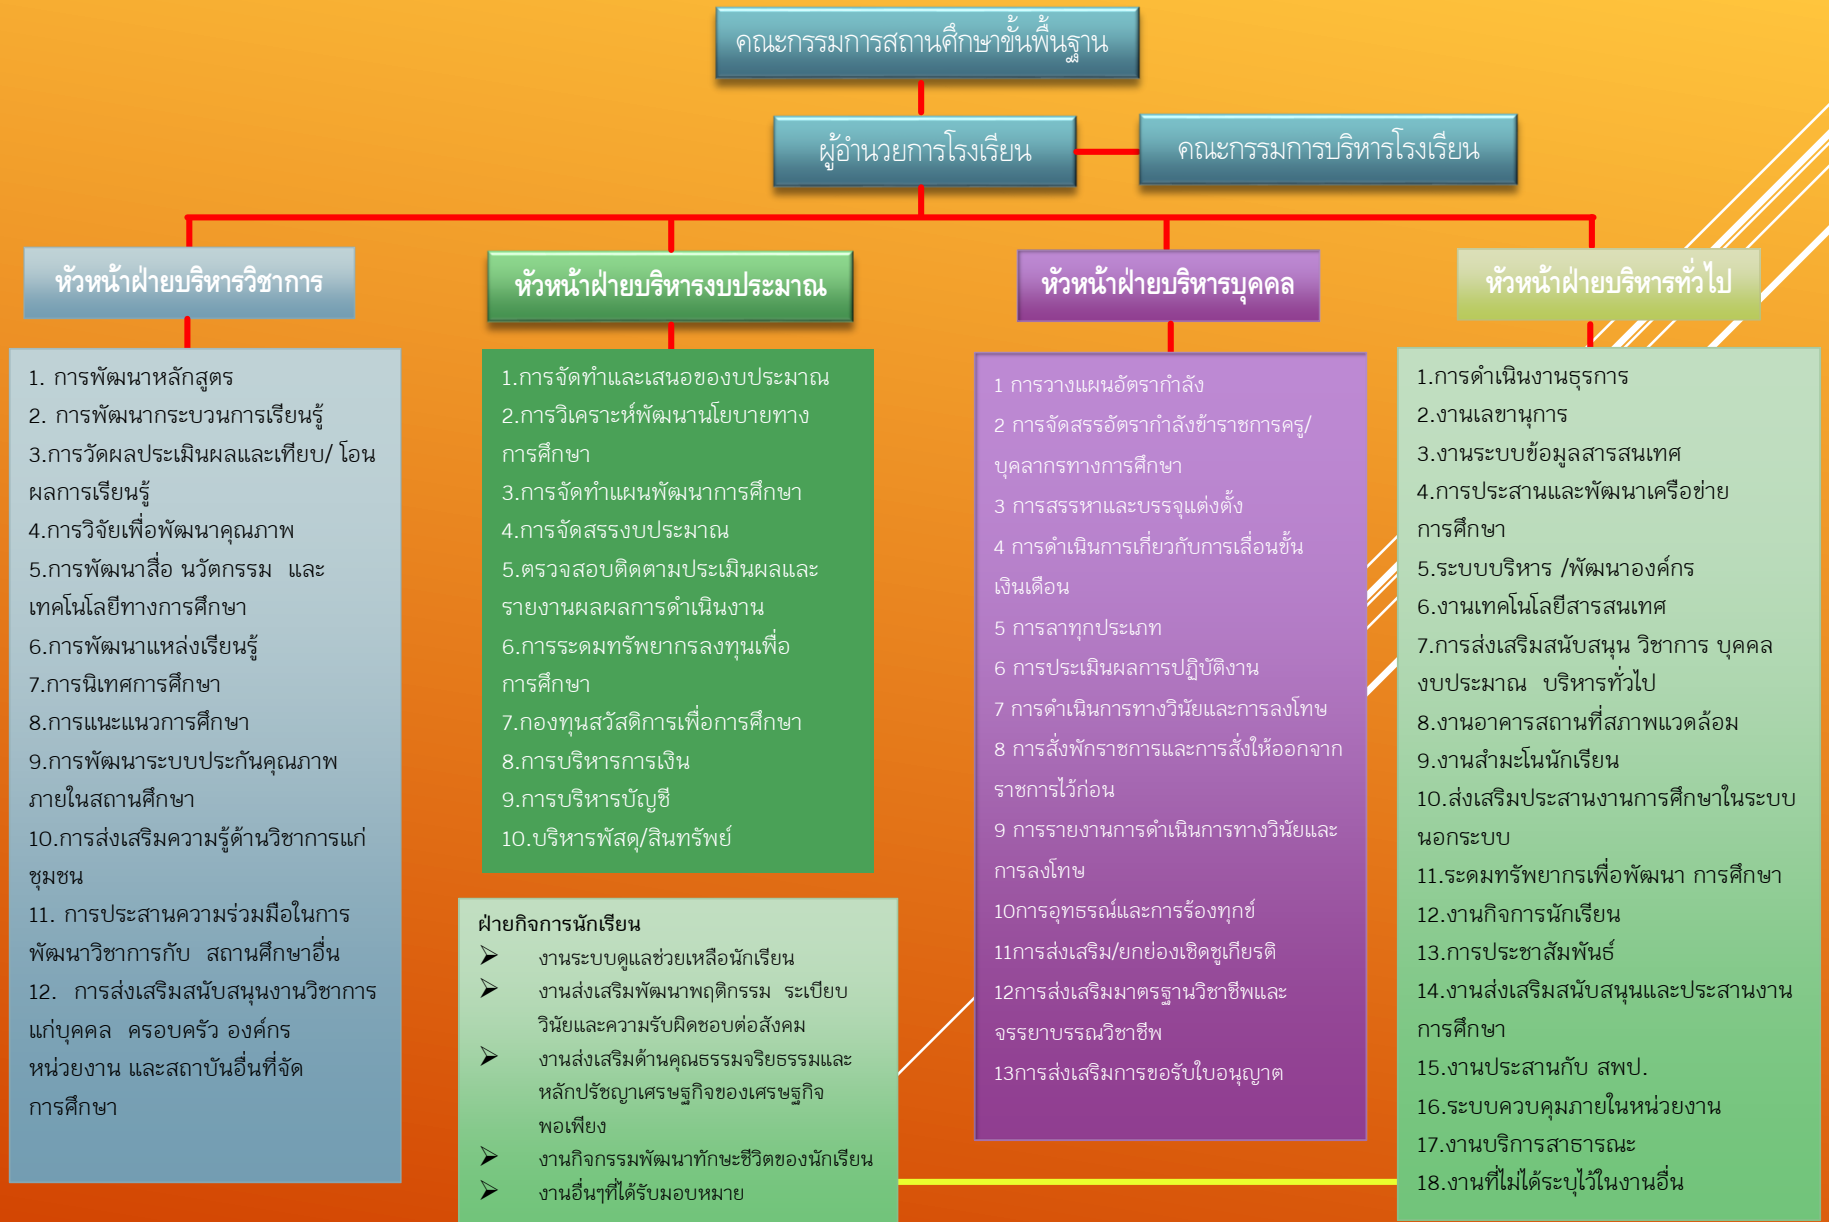 คณะกรรมการสถานศึกษาขั้นพื้นฐาน
ผู้อำนวยการโรงเรียน
คณะกรรมการบริหารโรงเรียน
หัวหน้าฝ่ายบริหารวิชาการ
1. การพัฒนาหลักสูตร
2. การพัฒนากระบวนการเรียนรู้
3.การวัดผลประเมินผลและเทียบ/ โอน
ผลการเรียนรู้
4.การวิจัยเพื่อพัฒนาคุณภาพ
5.การพัฒนาสื่อ นวัตกรรม  และ
เทคโนโลยีทางการศึกษา
6.การพัฒนาแหล่งเรียนรู้
7.การนิเทศการศึกษา
8.การแนะแนวการศึกษา
9.การพัฒนาระบบประกันคุณภาพ
ภายในสถานศึกษา
10.การส่งเสริมความรู้ด้านวิชาการแก่
ชุมชน
11. การประสานความร่วมมือในการ
พัฒนาวิชาการกับ  สถานศึกษาอื่น
12.  การส่งเสริมสนับสนุนงานวิชาการ
แก่บุคคล  ครอบครัว องค์กร
หน่วยงาน และสถาบันอื่นที่จัด
การศึกษา
หัวหน้าฝ่ายบริหารงบประมาณ
1.การจัดทำและเสนอของบประมาณ
2.การวิเคราะห์พัฒนานโยบายทาง
การศึกษา
3.การจัดทำแผนพัฒนาการศึกษา
4.การจัดสรรงบประมาณ
5.ตรวจสอบติดตามประเมินผลและ
รายงานผลผลการดำเนินงาน
6.การระดมทรัพยากรลงทุนเพื่อ
การศึกษา
7.กองทุนสวัสดิการเพื่อการศึกษา
8.การบริหารการเงิน
9.การบริหารบัญชี
10.บริหารพัสดุ/สินทรัพย์
ฝ่ายกิจการนักเรียน
➢ งานระบบดูแลช่วยเหลือนักเรียน
➢ งานส่งเสริมพัฒนาพฤติกรรม  ระเบียบ
วินัยและความรับผิดชอบต่อสังคม
➢ งานส่งเสริมด้านคุณธรรมจริยธรรมและ
หลักปรัชญาเศรษฐกิจของเศรษฐกิจ
พอเพียง
➢ งานกิจกรรมพัฒนาทักษะชีวิตของนักเรียน
➢ งานอื่นๆที่ได้รับมอบหมาย
หัวหน้าฝ่ายบริหารบุคคล
1 การวางแผนอัตรากำลัง
2 การจัดสรรอัตรากำลังข้าราชการครู/
บุคลากรทางการศึกษา
3 การสรรหาและบรรจุแต่งตั้ง
4 การดำเนินการเกี่ยวกับการเลื่อนขั้น
เงินเดือน
5 การลาทุกประเภท
6 การประเมินผลการปฏิบัติงาน
7 การดำเนินการทางวินัยและการลงโทษ
8 การสั่งพักราชการและการสั่งให้ออกจาก
ราชการไว้ก่อน
9 การรายงานการดำเนินการทางวินัยและ
การลงโทษ
10การอุทธรณ์และการร้องทุกข์
11การส่งเสริม/ยกย่องเชิดชูเกียรติ
12การส่งเสริมมาตรฐานวิชาชีพและ
จรรยาบรรณวิชาชีพ
13การส่งเสริมการขอรับใบอนุญาต
หัวหน้าฝ่ายบริหารทั่วไป
1.การดำเนินงานธุรการ
2.งานเลขานุการ
3.งานระบบข้อมูลสารสนเทศ
4.การประสานและพัฒนาเครือข่าย
การศึกษา
5.ระบบบริหาร /พัฒนาองค์กร
6.งานเทคโนโลยีสารสนเทศ
7.การส่งเสริมสนับสนุน วิชาการ บุคคล
งบประมาณ  บริหารทั่วไป
8.งานอาคารสถานที่สภาพแวดล้อม
9.งานสำมะโนนักเรียน
10.ส่งเสริมประสานงานการศึกษาในระบบ
นอกระบบ
11.ระดมทรัพยากรเพื่อพัฒนา การศึกษา
12.งานกิจการนักเรียน
13.การประชาสัมพันธ์
14.งานส่งเสริมสนับสนุนและประสานงาน
การศึกษา
15.งานประสานกับ สพป.
16.ระบบควบคุมภายในหน่วยงาน
17.งานบริการสาธารณะ
18.งานที่ไม่ได้ระบุไว้ในงานอื่น